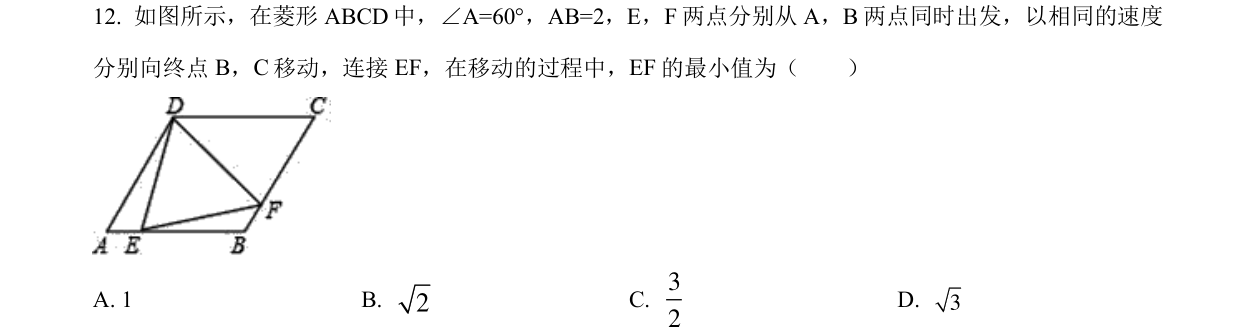 12. 如图所示，在菱形 ABCD 中，∠A=60°，AB=2，E，F 两点分别从 A，B 两点同时出发，以相同的速度
分别向终点 B，C 移动，连接 EF，在移动的过程中，EF 的最小值为（　　）
D C
F
A E B
A. 1 B. √2 C. 3/2 D. √3